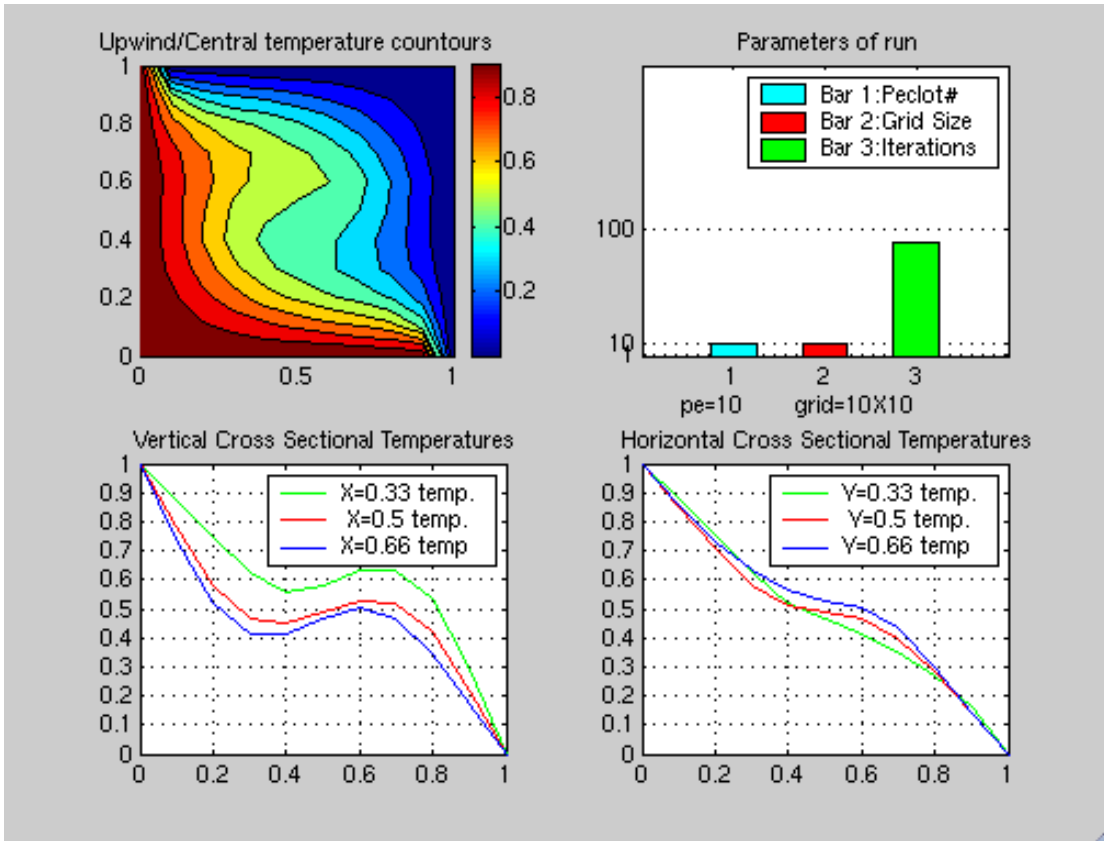 Upwind/Central temperature countours
1
0.8
0.6
0.4
0.2
0
0 0.5 1
0.8
0.6
0.4
0.2
Parameters of run
Bar 1:Peclot#
Bar 2:Grid Size
Bar 3:Iterations
100
10
1
1 2 3
pe=10 grid=10X10
Vertical Cross Sectional Temperatures
1
0.9
0.8
0.7
0.6
0.5
0.4
0.3
0.2
0.1
0
0 0.2 0.4 0.6 0.8 1
X=0.33 temp.
X=0.5 temp.
X=0.66 temp
Horizontal Cross Sectional Temperatures
1
0.9
0.8
0.7
0.6
0.5
0.4
0.3
0.2
0.1
0
0 0.2 0.4 0.6 0.8 1
Y=0.33 temp.
Y=0.5 temp.
Y=0.66 temp